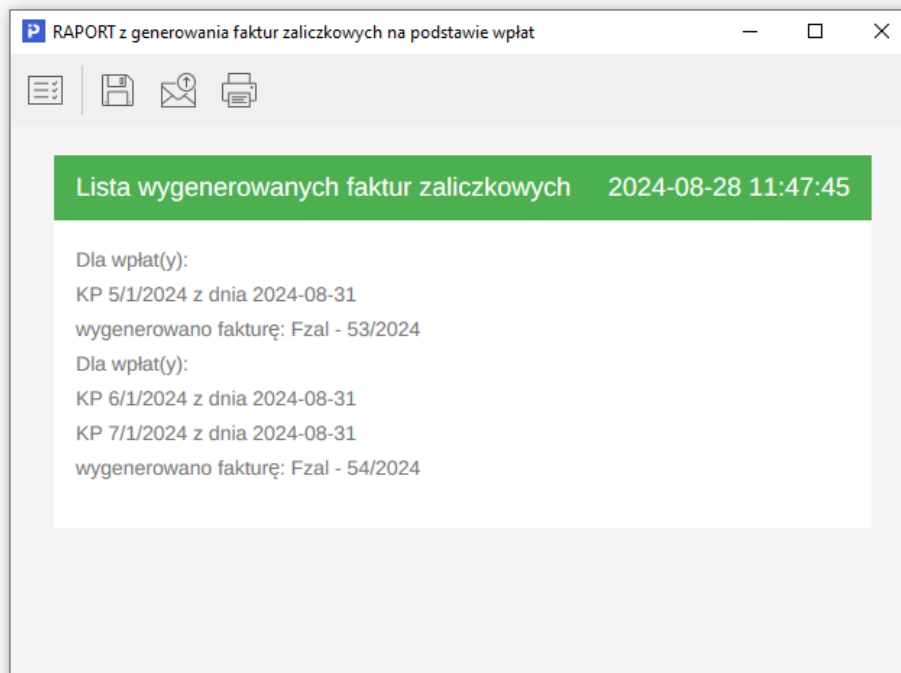 RAPORT z generowania faktur zaliczkowych na podstawie wpłat
Lista wygenerowanych faktur zaliczkowych 2024-08-28 11:47:45
Dla wpłat(y):
KP 5/1/2024 z dnia 2024-08-31
wygenerowano fakturę: Fzal - 53/2024
Dla wpłat(y):
KP 6/1/2024 z dnia 2024-08-31
KP 7/1/2024 z dnia 2024-08-31
wygenerowano fakturę: Fzal - 54/2024